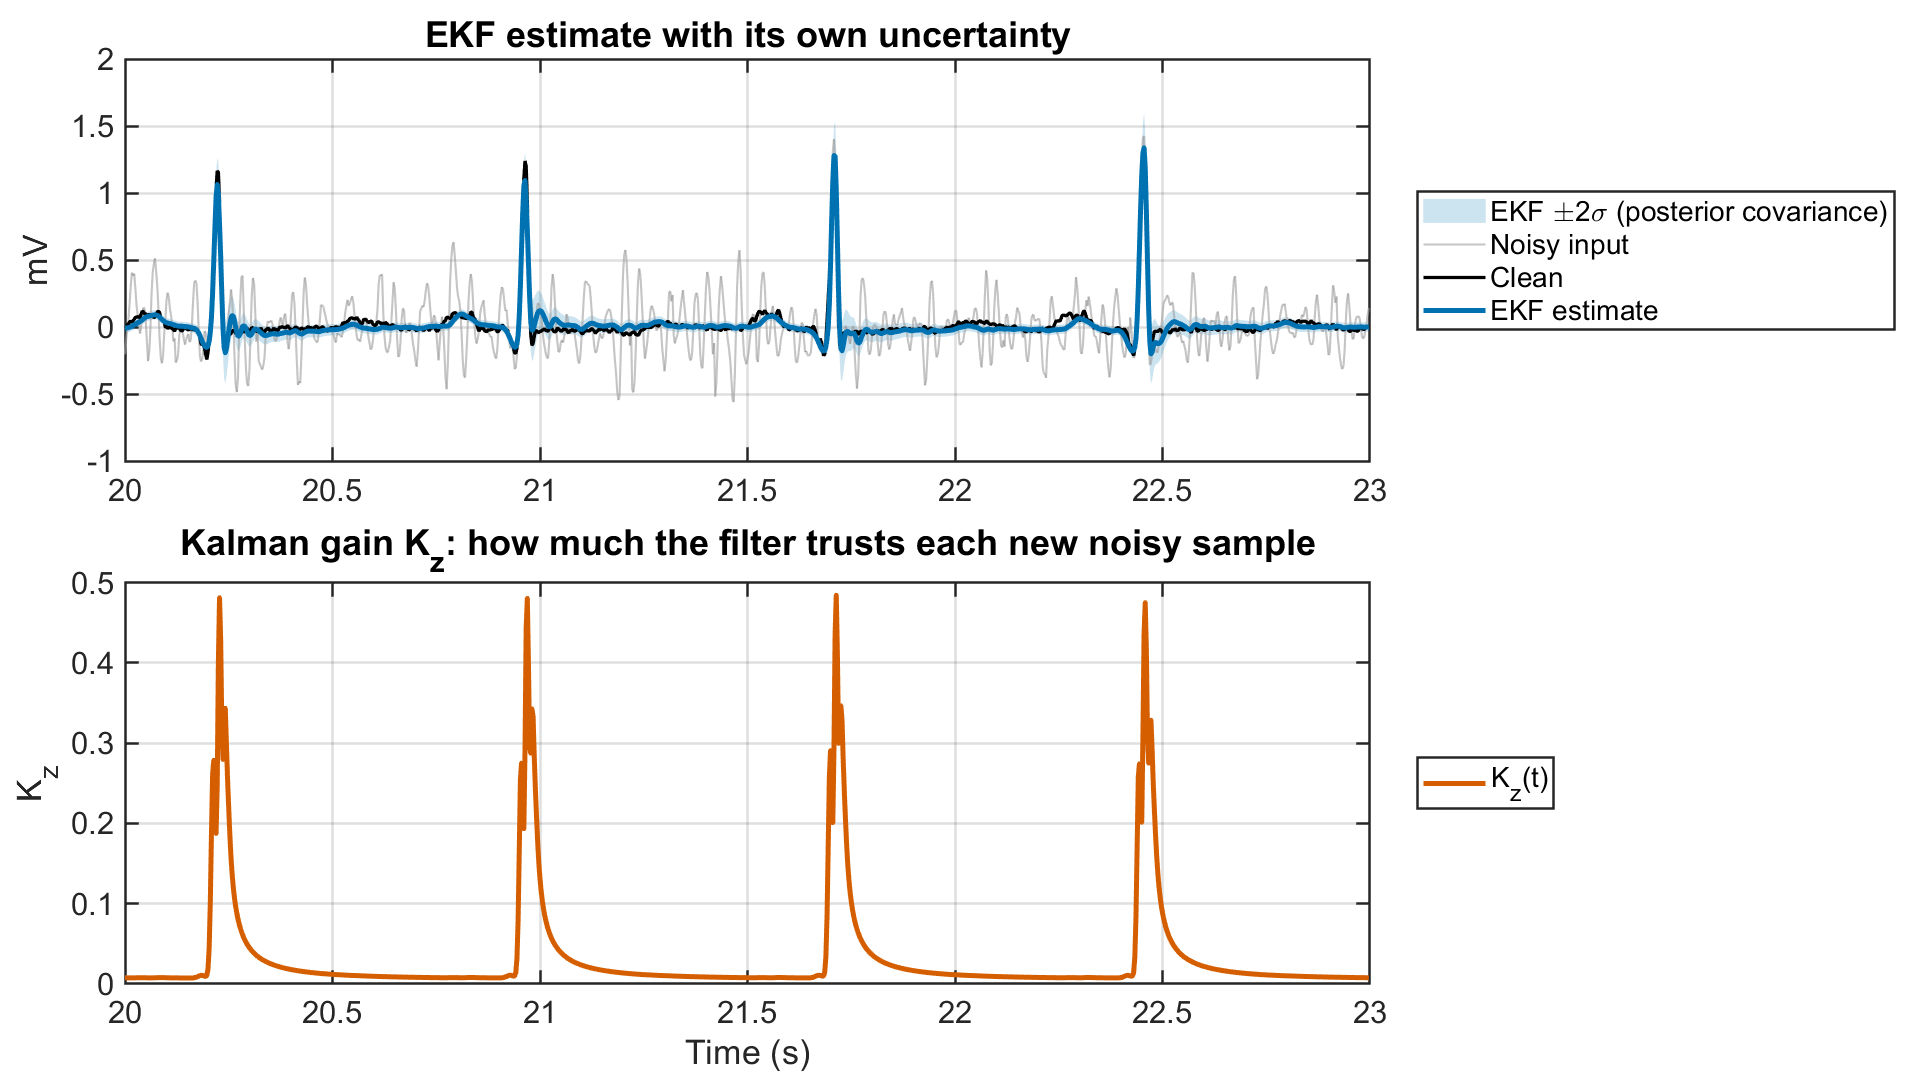 EKF estimate with its own uncertainty
2
1.5
1
0.5
0
-0.5
-1
mV
20 20.5 21 21.5 22 22.5 23
EKF ±2σ (posterior covariance)
Noisy input
Clean
EKF estimate
Kalman gain K_z: how much the filter trusts each new noisy sample
0.5
0.4
0.3
0.2
0.1
0
K_z
20 20.5 21 21.5 22 22.5 23
Time (s)
K_z(t)